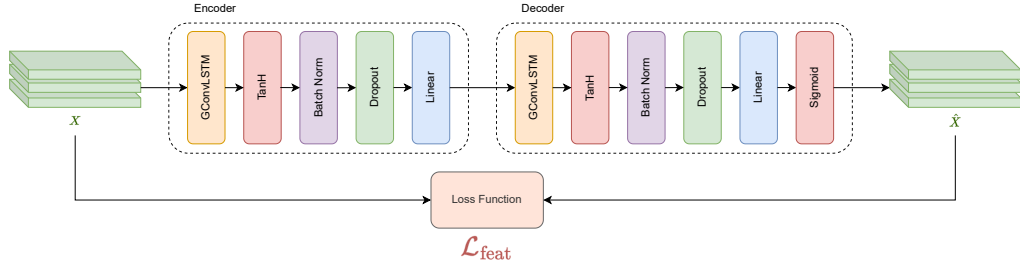 Encoder
Decoder
GConvLSTM
TanH
Batch Norm
Dropout
Linear
GConvLSTM
TanH
Batch Norm
Dropout
Linear
Sigmoid
X
X̂
Loss Function
ℒfeat